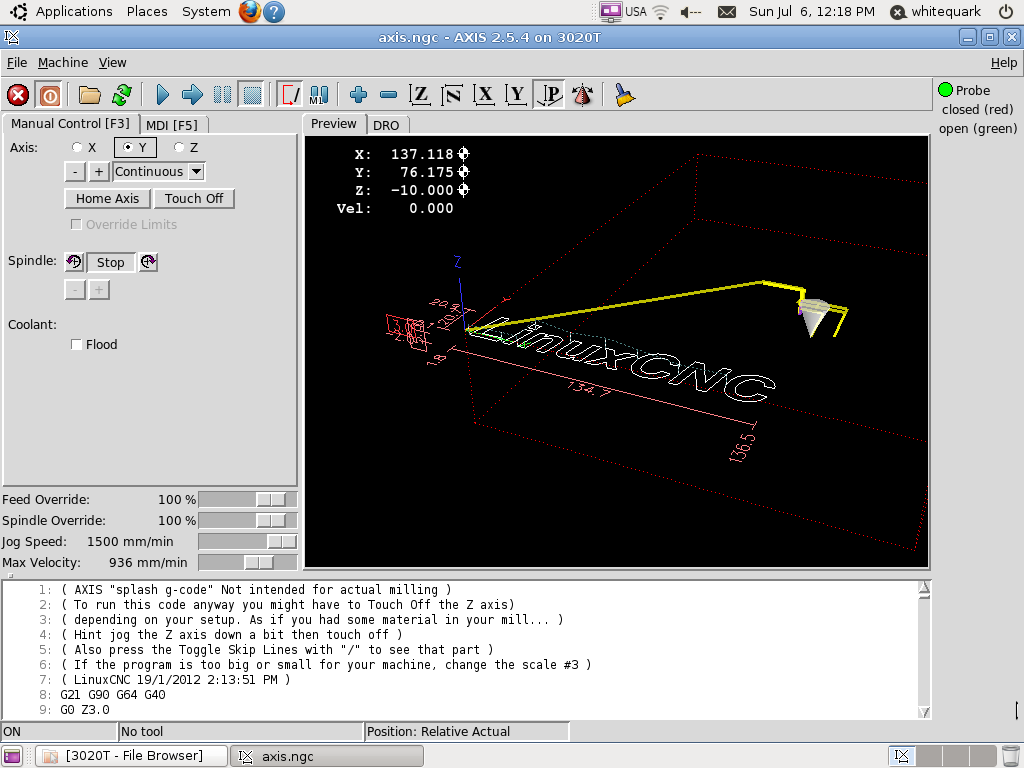 Applications Places System USA Sun Jul 6, 12:18 PM whitequark
axis.ngc - AXIS 2.5.4 on 3020T
File Machine View Help
Z N X Y P
M1
Probe
closed (red)
open (green)
Manual Control [F3] MDI [F5]
Preview DRO
Axis: X Y Z
- + Continuous
Home Axis Touch Off
Override Limits
Spindle: Stop
- +
Coolant:
Flood
X: 137.118
Y: 76.175
Z: -10.000
Vel: 0.000
Z
LinuxCNC
134.7
136.5
1.8
Feed Override: 100 %
Spindle Override: 100 %
Jog Speed: 1500 mm/min
Max Velocity: 936 mm/min
1: ( AXIS "splash g-code" Not intended for actual milling )
2: ( To run this code anyway you might have to Touch Off the Z axis)
3: ( depending on your setup. As if you had some material in your mill... )
4: ( Hint jog the Z axis down a bit then touch off )
5: ( Also press the Toggle Skip Lines with "/" to see that part )
6: ( If the program is too big or small for your machine, change the scale #3 )
7: ( LinuxCNC 19/1/2012 2:13:51 PM )
8: G21 G90 G64 G40
9: G0 Z3.0
ON No tool Position: Relative Actual
[3020T - File Browser] axis.ngc